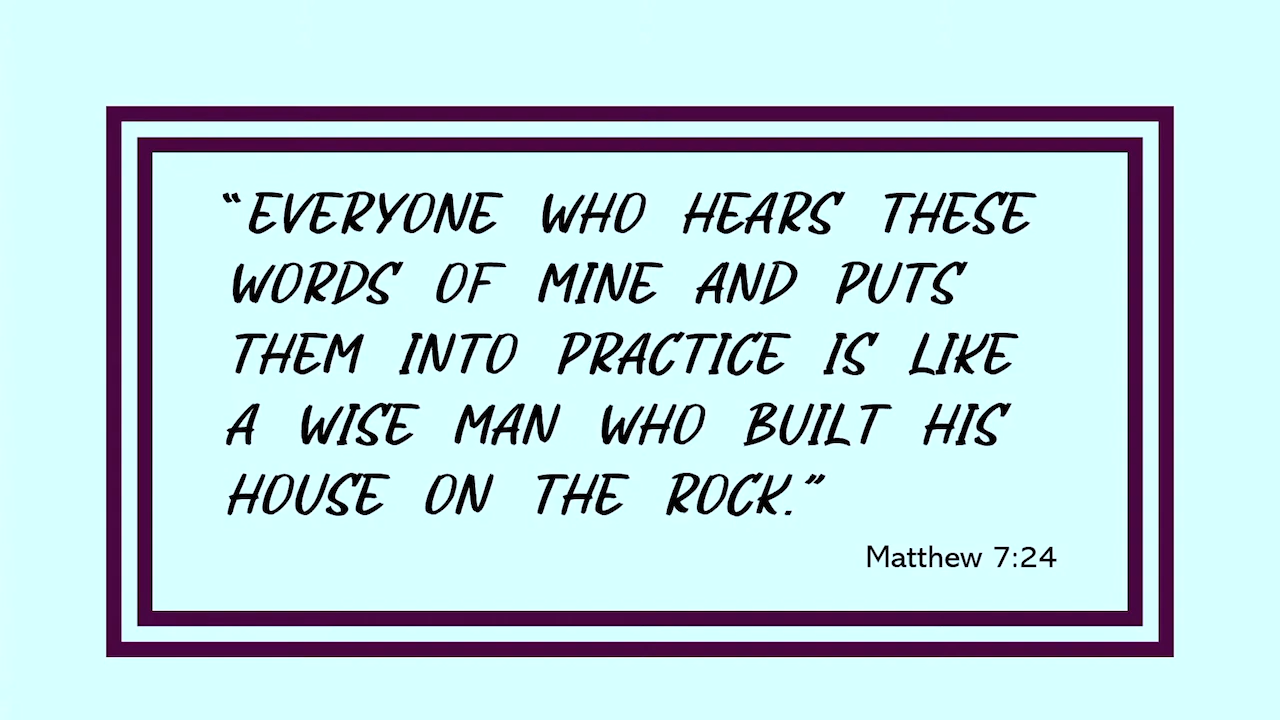 “EVERYONE WHO HEARS THESE
WORDS OF MINE AND PUTS
THEM INTO PRACTICE IS LIKE
A WISE MAN WHO BUILT HIS
HOUSE ON THE ROCK.”
Matthew 7:24